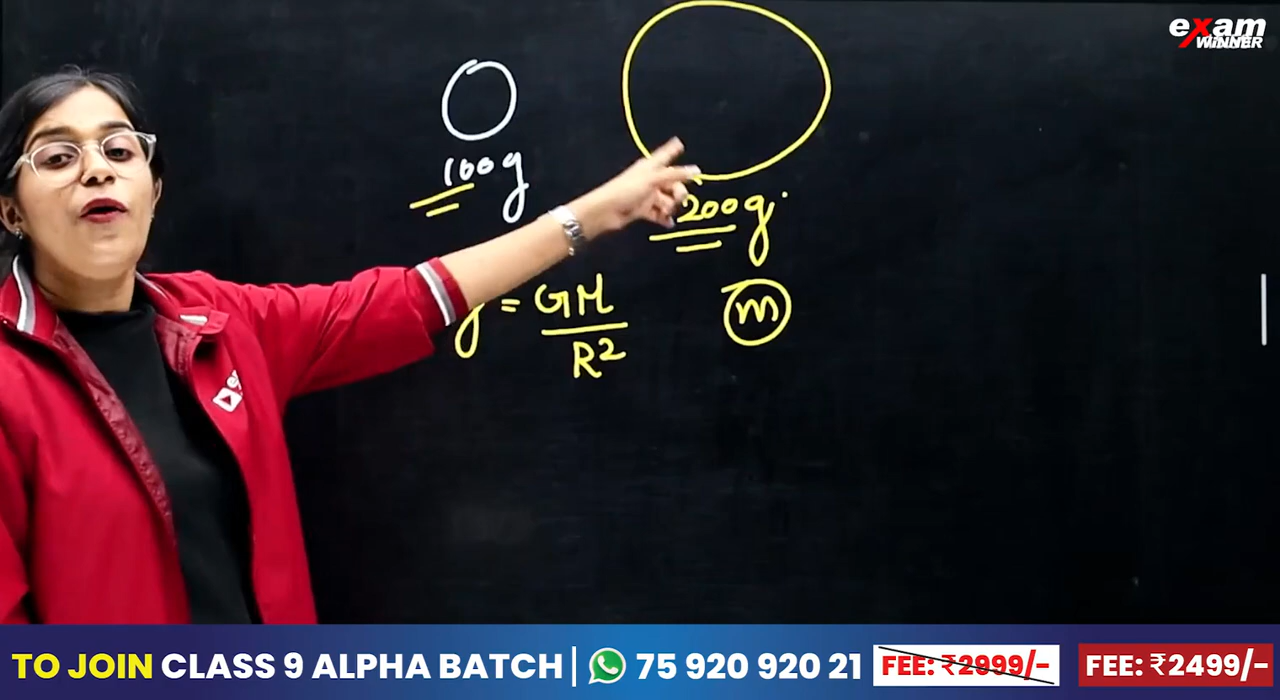 exam
WINNER
100g
200g
g = GM
R²
m
TO JOIN CLASS 9 ALPHA BATCH | 75 920 920 21 FEE: ₹2999/- FEE: ₹2499/-